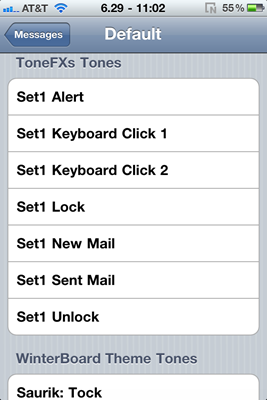 AT&T 6.29 - 11:02 55%
Messages Default
ToneFXs Tones
Set1 Alert
Set1 Keyboard Click 1
Set1 Keyboard Click 2
Set1 Lock
Set1 New Mail
Set1 Sent Mail
Set1 Unlock
WinterBoard Theme Tones
Saurik: Tock